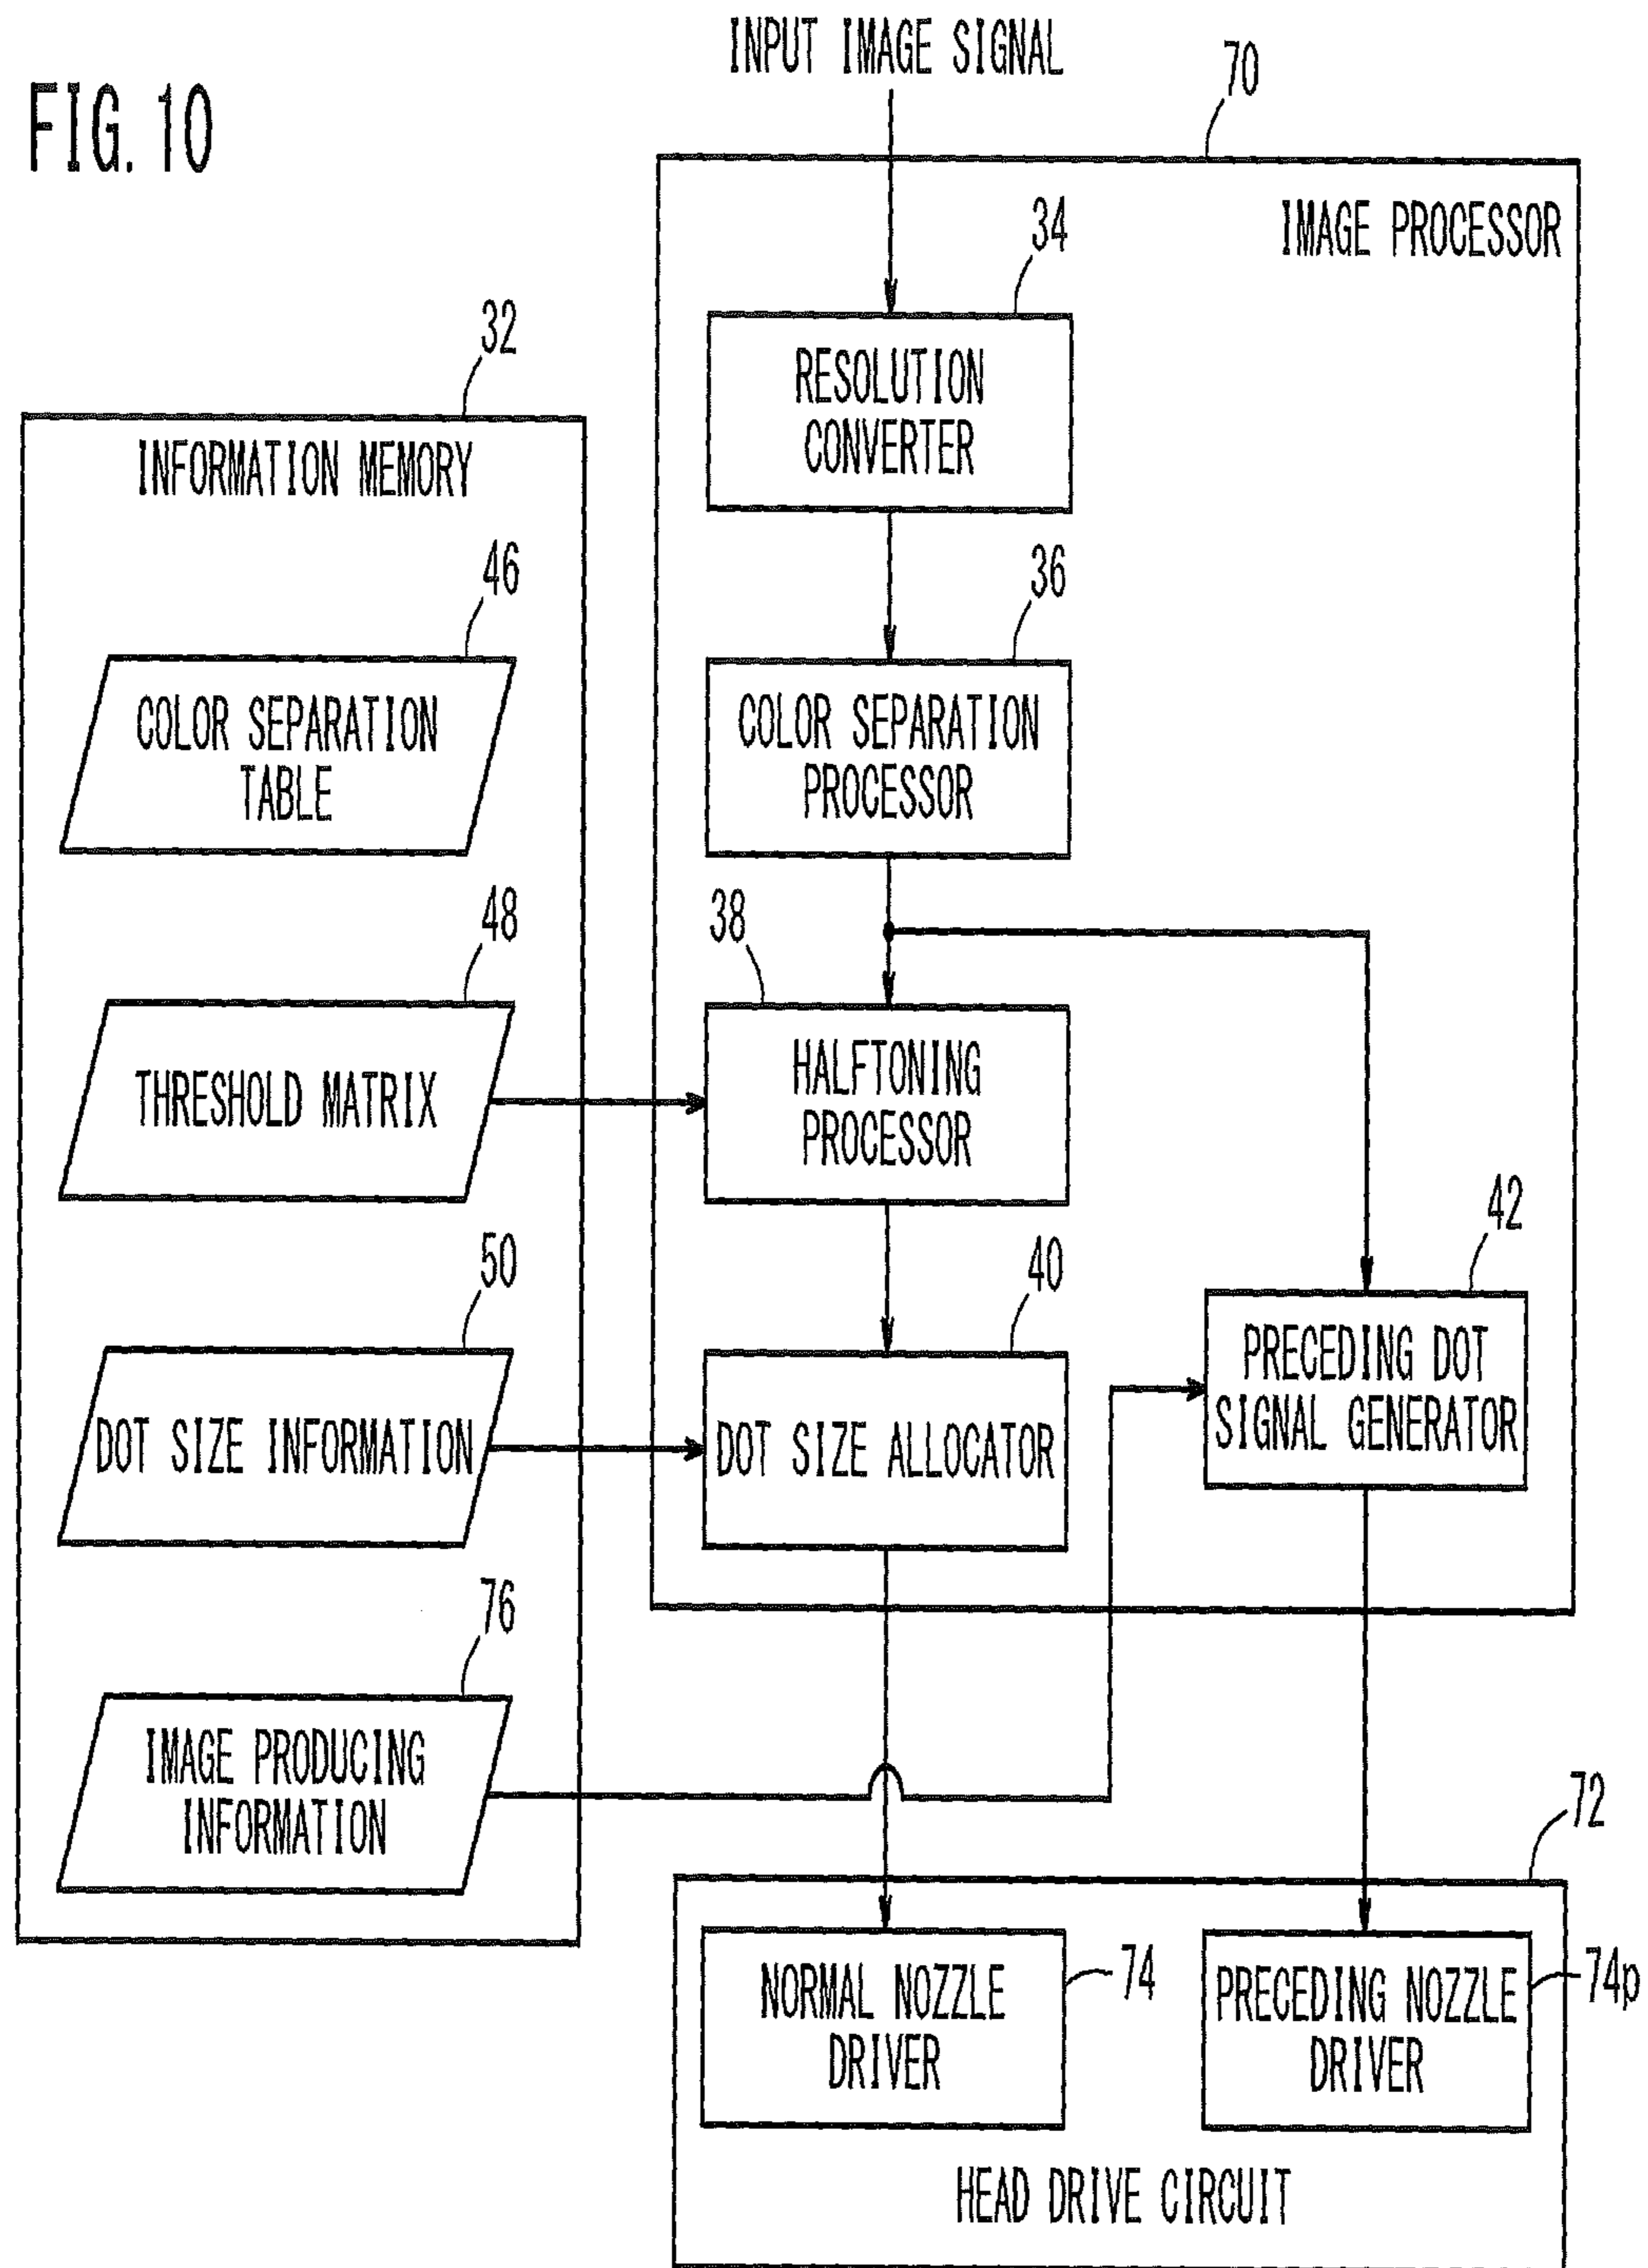 INPUT IMAGE SIGNAL
FIG. 10
70
IMAGE PROCESSOR
34
RESOLUTION
CONVERTER
32
INFORMATION MEMORY
46
COLOR SEPARATION
TABLE
36
COLOR SEPARATION
PROCESSOR
48
THRESHOLD MATRIX
38
HALFTONING
PROCESSOR
50
DOT SIZE INFORMATION
40
DOT SIZE ALLOCATOR
42
PRECEDING DOT
SIGNAL GENERATOR
76
IMAGE PRODUCING
INFORMATION
72
NORMAL NOZZLE
DRIVER
74
PRECEDING NOZZLE
DRIVER
74p
HEAD DRIVE CIRCUIT